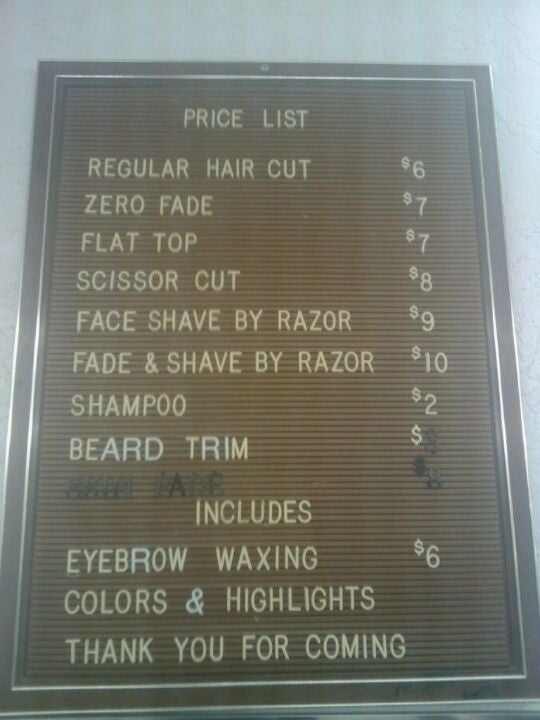 PRICE LIST
REGULAR HAIR CUT $6
ZERO FADE $7
FLAT TOP $7
SCISSOR CUT $8
FACE SHAVE BY RAZOR $9
FADE & SHAVE BY RAZOR $10
SHAMPOO $2
BEARD TRIM $
FADE $8
INCLUDES
EYEBROW WAXING $6
COLORS & HIGHLIGHTS
THANK YOU FOR COMING